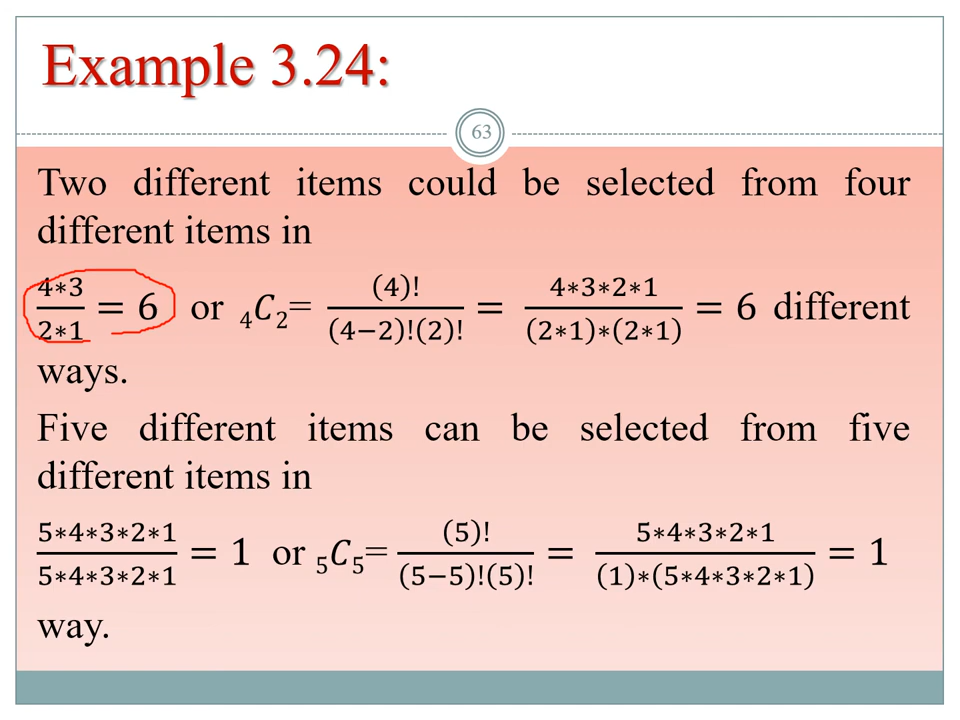 Example 3.24:
63
Two different items could be selected from four
different items in
4∗3/2∗1 = 6 or ₄C₂= (4)!/(4−2)!(2)! = 4∗3∗2∗1/(2∗1)∗(2∗1) = 6 different
ways.
Five different items can be selected from five
different items in
5∗4∗3∗2∗1/5∗4∗3∗2∗1 = 1 or ₅C₅= (5)!/(5−5)!(5)! = 5∗4∗3∗2∗1/(1)∗(5∗4∗3∗2∗1) = 1
way.